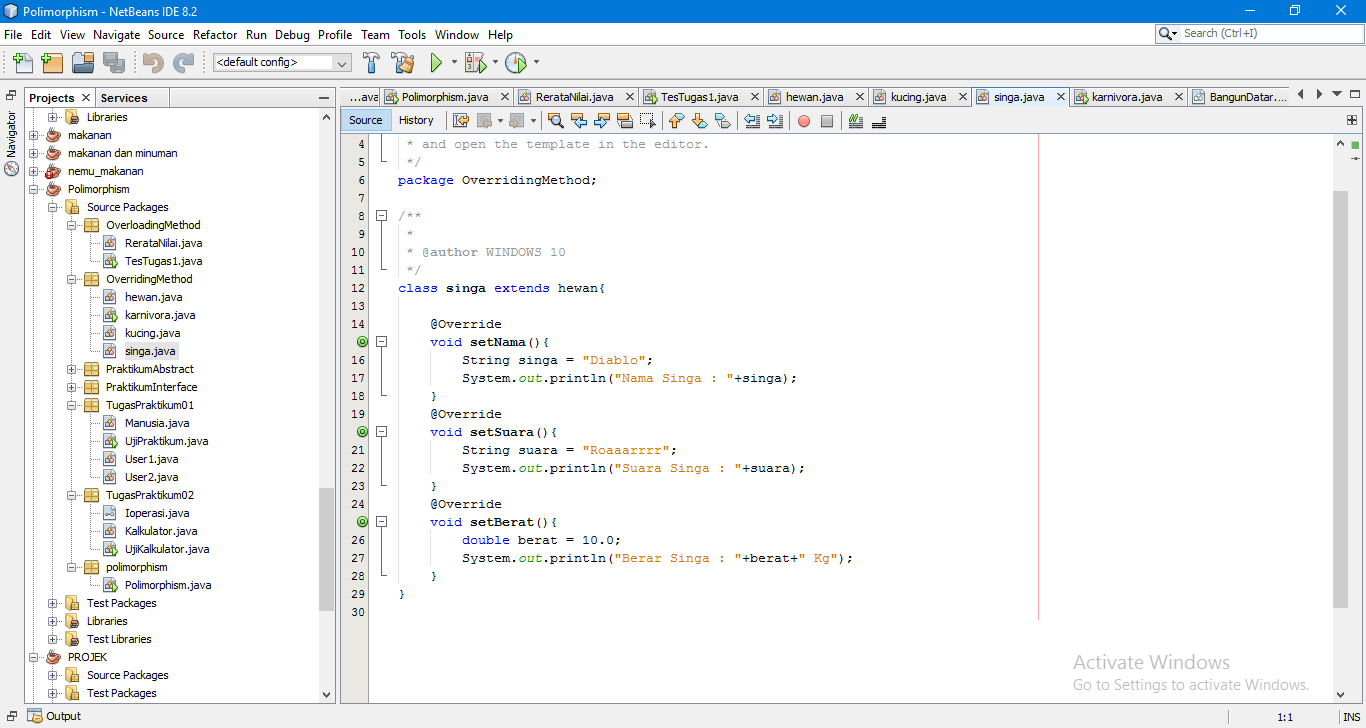 Polimorphism - NetBeans IDE 8.2
File Edit View Navigate Source Refactor Run Debug Profile Team Tools Window Help
Search (Ctrl+I)
<default config>
Projects
Services
...ava
Polimorphism.java
RerataNilai.java
TesTugas1.java
hewan.java
kucing.java
singa.java
karnivora.java
BangunDatar....
Navigator
Source
History
Libraries
makanan
makanan dan minuman
nemu_makanan
Polimorphism
Source Packages
OverloadingMethod
RerataNilai.java
TesTugas1.java
OverridingMethod
hewan.java
karnivora.java
kucing.java
singa.java
PraktikumAbstract
PraktikumInterface
TugasPraktikum01
Manusia.java
UjiPraktikum.java
User1.java
User2.java
TugasPraktikum02
Ioperasi.java
Kalkulator.java
UjiKalkulator.java
polimorphism
Polimorphism.java
Test Packages
Libraries
Test Libraries
PROJEK
Source Packages
Test Packages
4 * and open the template in the editor.
5 */
6 package OverridingMethod;
7
8 /**
9 *
10 * @author WINDOWS 10
11 */
12 class singa extends hewan{
13
14 @Override
void setNama(){
16 String singa = "Diablo";
17 System.out.println("Nama Singa : "+singa);
18 }
19 @Override
void setSuara(){
21 String suara = "Roaaarrrr";
22 System.out.println("Suara Singa : "+suara);
23 }
24 @Override
void setBerat(){
26 double berat = 10.0;
27 System.out.println("Berar Singa : "+berat+" Kg");
28 }
29 }
30
Activate Windows
Go to Settings to activate Windows.
Output
1:1
INS